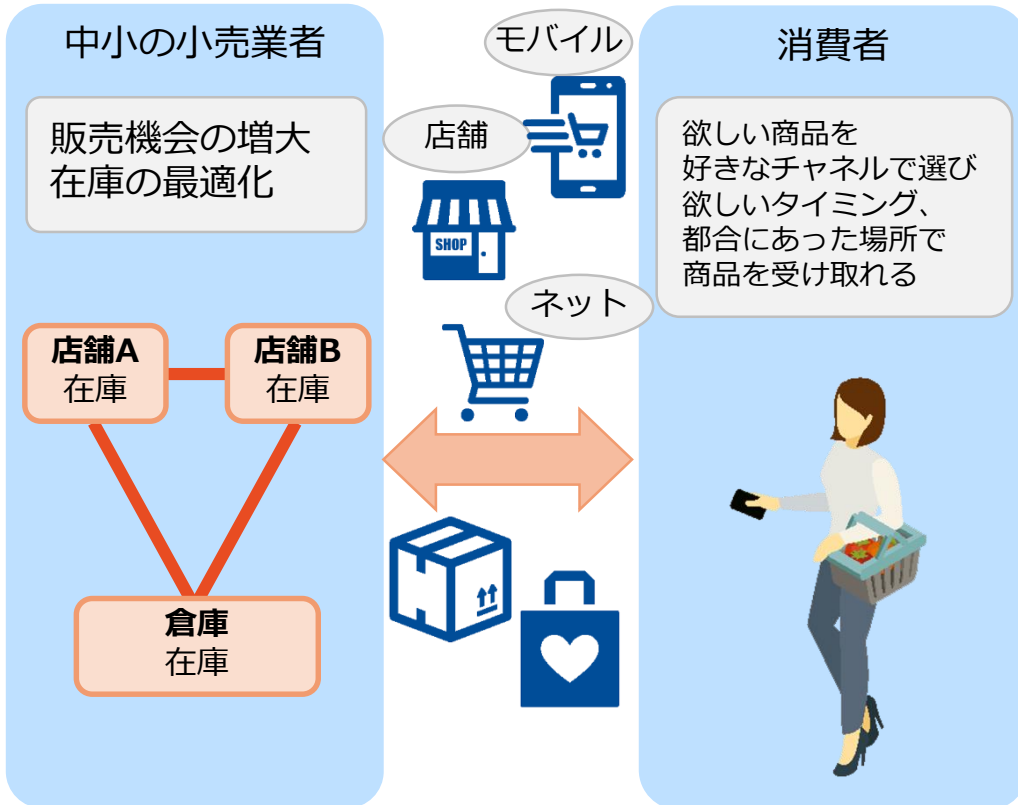 中小の小売業者
販売機会の増大
在庫の最適化
店舗A
在庫
店舗B
在庫
倉庫
在庫
モバイル
店舗
SHOP
ネット
消費者
欲しい商品を
好きなチャネルで選び
欲しいタイミング、
都合にあった場所で
商品を受け取れる